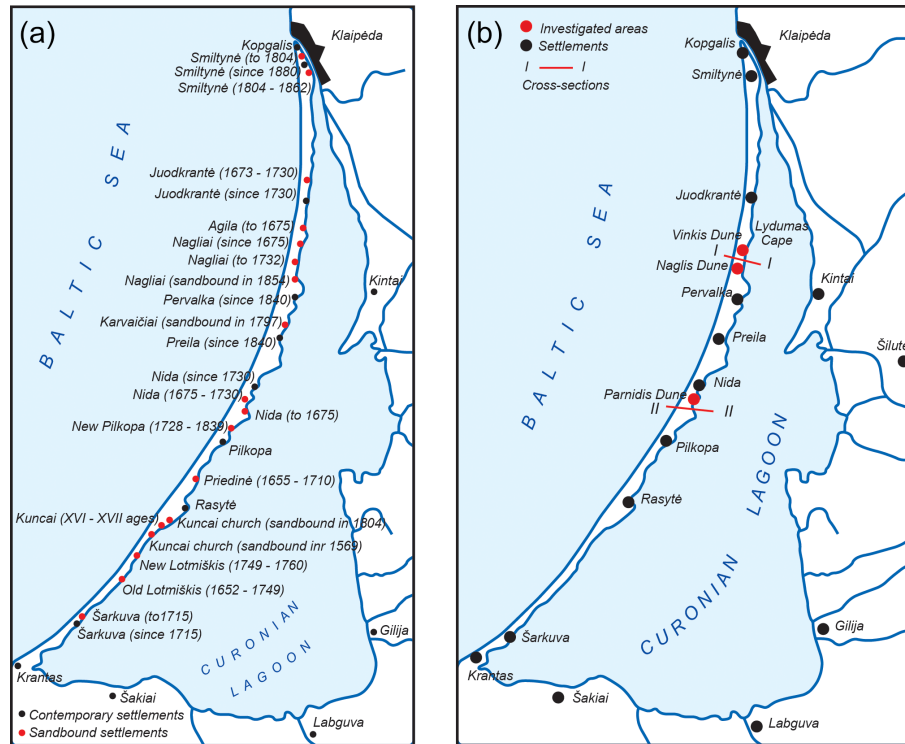 (a)
Klaipėda
Kopgalis
Smiltynė (to 1804)
Smiltynė (since 1880)
Smiltynė (1804 - 1862)
BALTIC SEA
Juodkrantė (1673 - 1730)
Juodkrantė (since 1730)
Agila (to 1675)
Nagliai (since 1675)
Nagliai (to 1732)
Nagliai (sandbound in 1854)
Kintai
Pervalka (since 1840)
Karvaičiai (sandbound in 1797)
Preila (since 1840)
Nida (since 1730)
Nida (1675 - 1730)
Nida (to 1675)
New Pilkopa (1728 - 1839)
Pilkopa
Priedinė (1655 - 1710)
Rasytė
Kuncai (XVI - XVII ages)
Kuncai church (sandbound in 1804)
Kuncai church (sandbound inr 1569)
New Lotmiškis (1749 - 1760)
Old Lotmiškis (1652 - 1749)
Šarkuva (to1715)
Šarkuva (since 1715)
CURONIAN
LAGOON
Gilija
Krantas
Šakiai
Labguva
Contemporary settlements
Sandbound settlements
(b)
Investigated areas
Settlements
I I
Cross-sections
Klaipėda
Kopgalis
Smiltynė
BALTIC SEA
Juodkrantė
Lydumas
Cape
Vinkis Dune
I I
Naglis Dune
Kintai
Pervalka
Preila
Šilutė
Nida
Parnidis Dune
II II
Pilkopa
Rasytė
CURONIAN LAGOON
Šarkuva
Gilija
Krantas
Šakiai
Labguva